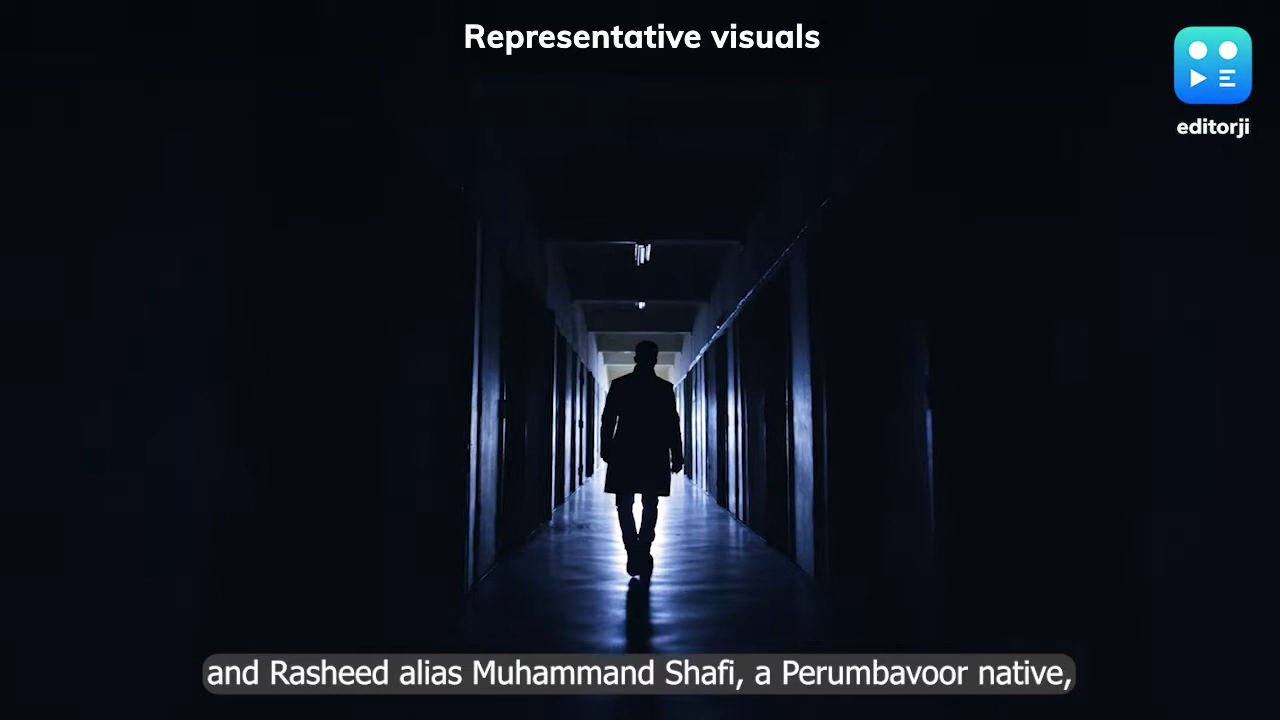 Representative visuals
editorji
and Rasheed alias Muhammand Shafi, a Perumbavoor native,